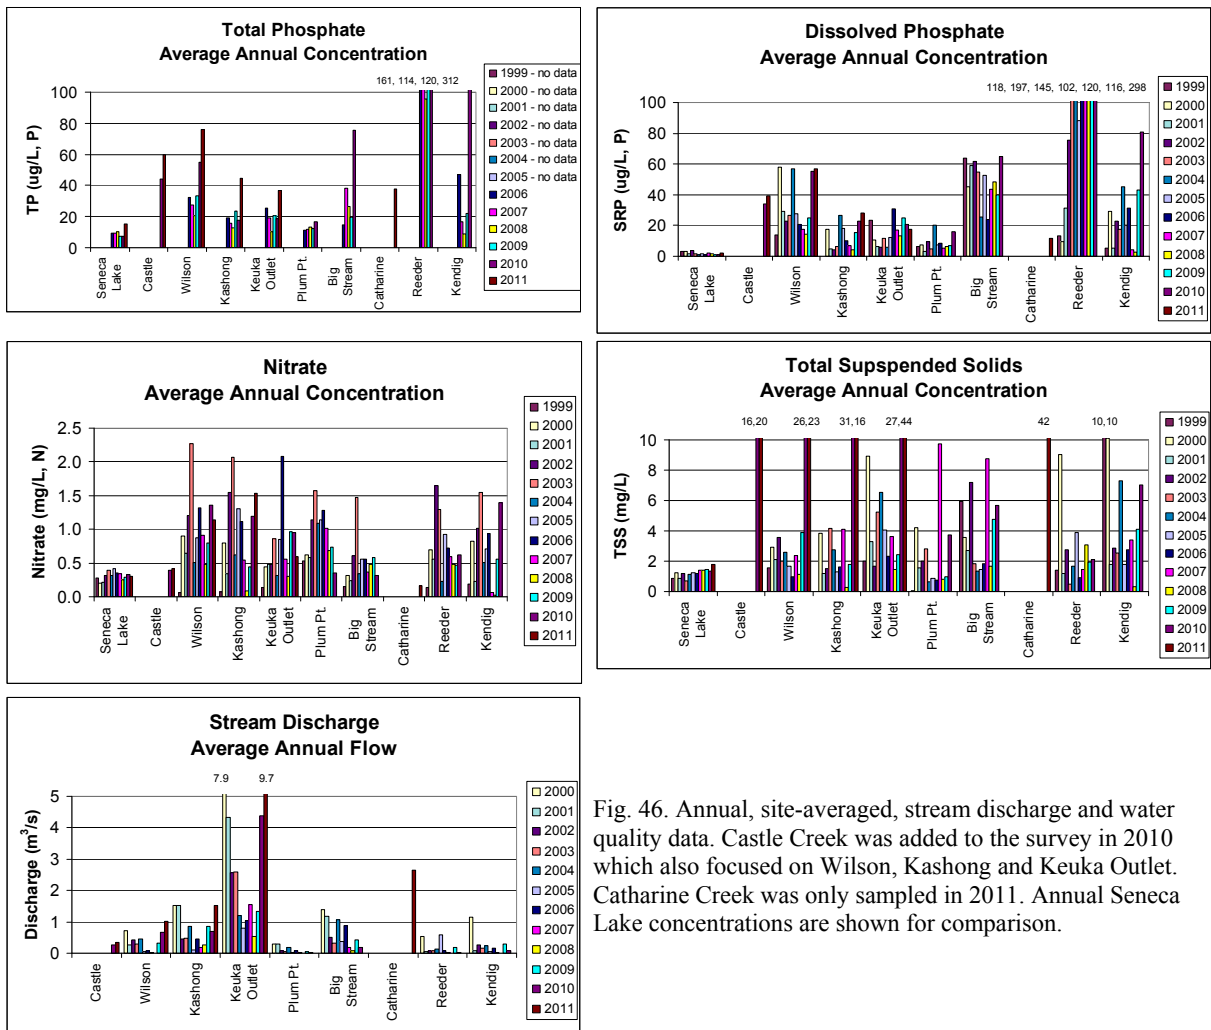 Total Phosphate
Average Annual Concentration
161, 114, 120, 312
TP (ug/L, P)
100
80
60
40
20
0
Seneca Lake
Castle
Wilson
Kashong
Keuka Outlet
Plum Pt.
Big Stream
Catharine
Reeder
Kendig
1999 - no data
2000 - no data
2001 - no data
2002 - no data
2003 - no data
2004 - no data
2005 - no data
2006
2007
2008
2009
2010
2011
Dissolved Phosphate
Average Annual Concentration
118, 197, 145, 102, 120, 116, 298
SRP (ug/L, P)
100
80
60
40
20
0
Seneca Lake
Castle
Wilson
Kashong
Keuka Outlet
Plum Pt.
Big Stream
Catharine
Reeder
Kendig
1999
2000
2001
2002
2003
2004
2005
2006
2007
2008
2009
2010
2011
Nitrate
Average Annual Concentration
Nitrate (mg/L, N)
2.5
2.0
1.5
1.0
0.5
0.0
Seneca Lake
Castle
Wilson
Kashong
Keuka Outlet
Plum Pt.
Big Stream
Catharine
Reeder
Kendig
1999
2000
2001
2002
2003
2004
2005
2006
2007
2008
2009
2010
2011
Total Supspended Solids
Average Annual Concentration
16,20
26,23
31,16
27,44
42
10,10
TSS (mg/L)
10
8
6
4
2
0
Seneca Lake
Castle
Wilson
Kashong
Keuka Outlet
Plum Pt.
Big Stream
Catharine
Reeder
Kendig
1999
2000
2001
2002
2003
2004
2005
2006
2007
2008
2009
2010
2011
Stream Discharge
Average Annual Flow
7.9
9.7
Discharge (m³/s)
5
4
3
2
1
0
Castle
Wilson
Kashong
Keuka Outlet
Plum Pt.
Big Stream
Catharine
Reeder
Kendig
2000
2001
2002
2003
2004
2005
2006
2007
2008
2009
2010
2011
Fig. 46. Annual, site-averaged, stream discharge and water
quality data. Castle Creek was added to the survey in 2010
which also focused on Wilson, Kashong and Keuka Outlet.
Catharine Creek was only sampled in 2011. Annual Seneca
Lake concentrations are shown for comparison.